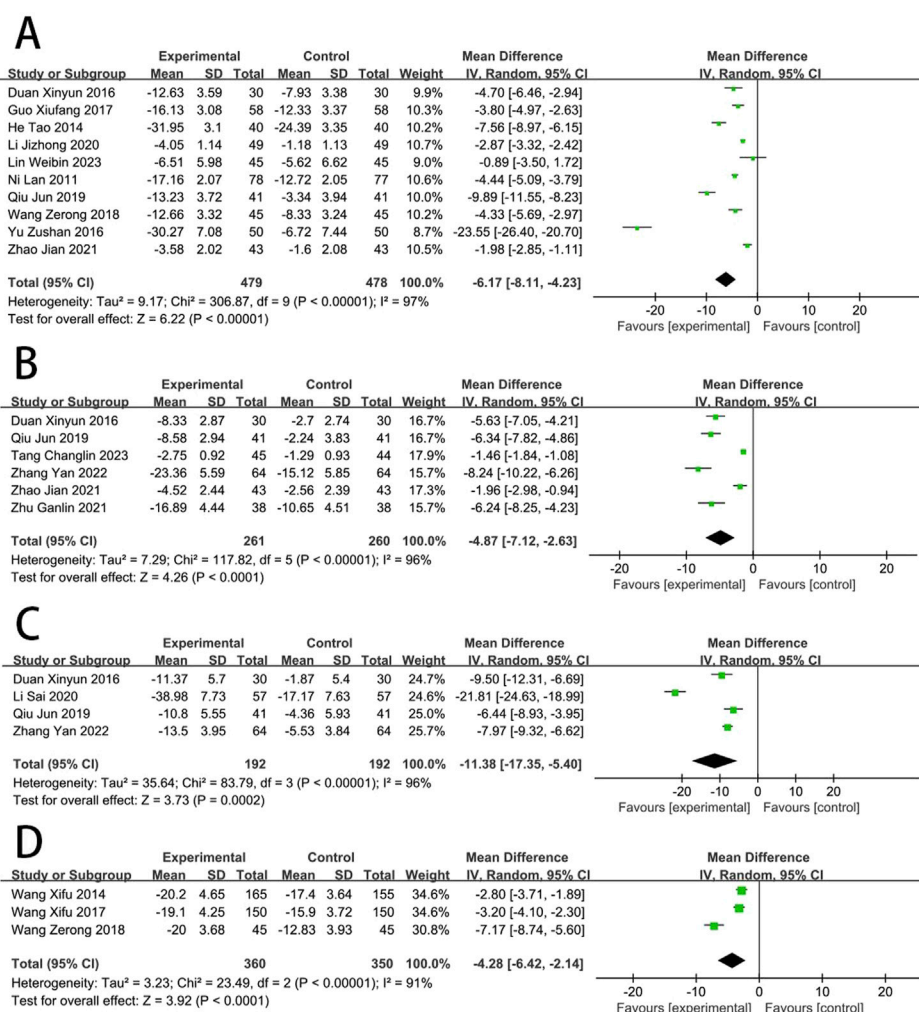 A
Experimental Control Mean Difference Mean Difference
Study or Subgroup Mean SD Total Mean SD Total Weight IV, Random, 95% CI IV, Random, 95% CI
Duan Xinyun 2016 -12.63 3.59 30 -7.93 3.38 30 9.9% -4.70 [-6.46, -2.94]
Guo Xiufang 2017 -16.13 3.08 58 -12.33 3.37 58 10.3% -3.80 [-4.97, -2.63]
He Tao 2014 -31.95 3.1 40 -24.39 3.35 40 10.2% -7.56 [-8.97, -6.15]
Li Jizhong 2020 -4.05 1.14 49 -1.18 1.13 49 10.7% -2.87 [-3.32, -2.42]
Lin Weibin 2023 -6.51 5.98 45 -5.62 6.62 45 9.0% -0.89 [-3.50, 1.72]
Ni Lan 2011 -17.16 2.07 78 -12.72 2.05 77 10.6% -4.44 [-5.09, -3.79]
Qiu Jun 2019 -13.23 3.72 41 -3.34 3.94 41 10.0% -9.89 [-11.55, -8.23]
Wang Zerong 2018 -12.66 3.32 45 -8.33 3.24 45 10.2% -4.33 [-5.69, -2.97]
Yu Zushan 2016 -30.27 7.08 50 -6.72 7.44 50 8.7% -23.55 [-26.40, -20.70]
Zhao Jian 2021 -3.58 2.02 43 -1.6 2.08 43 10.5% -1.98 [-2.85, -1.11]
Total (95% CI) 479 478 100.0% -6.17 [-8.11, -4.23]
Heterogeneity: Tau² = 9.17; Chi² = 306.87, df = 9 (P < 0.00001); I² = 97%
Test for overall effect: Z = 6.22 (P < 0.00001)
-20 -10 0 10 20
Favours [experimental] Favours [control]
B
Experimental Control Mean Difference Mean Difference
Study or Subgroup Mean SD Total Mean SD Total Weight IV, Random, 95% CI IV, Random, 95% CI
Duan Xinyun 2016 -8.33 2.87 30 -2.7 2.74 30 16.7% -5.63 [-7.05, -4.21]
Qiu Jun 2019 -8.58 2.94 41 -2.24 3.83 41 16.7% -6.34 [-7.82, -4.86]
Tang Changlin 2023 -2.75 0.92 45 -1.29 0.93 44 17.9% -1.46 [-1.84, -1.08]
Zhang Yan 2022 -23.36 5.59 64 -15.12 5.85 64 15.7% -8.24 [-10.22, -6.26]
Zhao Jian 2021 -4.52 2.44 43 -2.56 2.39 43 17.3% -1.96 [-2.98, -0.94]
Zhu Ganlin 2021 -16.89 4.44 38 -10.65 4.51 38 15.7% -6.24 [-8.25, -4.23]
Total (95% CI) 261 260 100.0% -4.87 [-7.12, -2.63]
Heterogeneity: Tau² = 7.29; Chi² = 117.82, df = 5 (P < 0.00001); I² = 96%
Test for overall effect: Z = 4.26 (P < 0.0001)
-20 -10 0 10 20
Favours [experimental] Favours [control]
C
Experimental Control Mean Difference Mean Difference
Study or Subgroup Mean SD Total Mean SD Total Weight IV, Random, 95% CI IV, Random, 95% CI
Duan Xinyun 2016 -11.37 5.7 30 -1.87 5.4 30 24.7% -9.50 [-12.31, -6.69]
Li Sai 2020 -38.98 7.73 57 -17.17 7.63 57 24.6% -21.81 [-24.63, -18.99]
Qiu Jun 2019 -10.8 5.55 41 -4.36 5.93 41 25.0% -6.44 [-8.93, -3.95]
Zhang Yan 2022 -13.5 3.95 64 -5.53 3.84 64 25.7% -7.97 [-9.32, -6.62]
Total (95% CI) 192 192 100.0% -11.38 [-17.35, -5.40]
Heterogeneity: Tau² = 35.64; Chi² = 83.79, df = 3 (P < 0.00001); I² = 96%
Test for overall effect: Z = 3.73 (P = 0.0002)
-20 -10 0 10 20
Favours [experimental] Favours [control]
D
Experimental Control Mean Difference Mean Difference
Study or Subgroup Mean SD Total Mean SD Total Weight IV, Random, 95% CI IV, Random, 95% CI
Wang Xifu 2014 -20.2 4.65 165 -17.4 3.64 155 34.6% -2.80 [-3.71, -1.89]
Wang Xifu 2017 -19.1 4.25 150 -15.9 3.72 150 34.6% -3.20 [-4.10, -2.30]
Wang Zerong 2018 -20 3.68 45 -12.83 3.93 45 30.8% -7.17 [-8.74, -5.60]
Total (95% CI) 360 350 100.0% -4.28 [-6.42, -2.14]
Heterogeneity: Tau² = 3.23; Chi² = 23.49, df = 2 (P < 0.00001); I² = 91%
Test for overall effect: Z = 3.92 (P < 0.0001)
-20 -10 0 10 20
Favours [experimental] Favours [control]